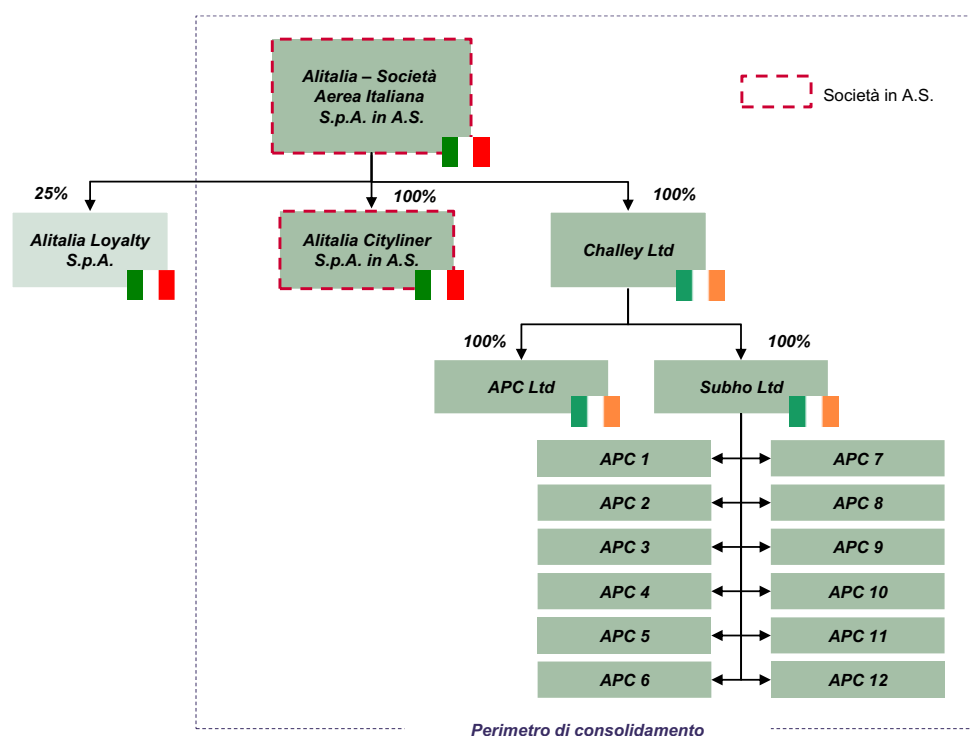 Alitalia – Società
Aerea Italiana
S.p.A. in A.S.
Società in A.S.
25%
100%
100%
Alitalia Loyalty
S.p.A.
Alitalia Cityliner
S.p.A. in A.S.
Challey Ltd
100%
100%
APC Ltd
Subho Ltd
APC 1
APC 7
APC 2
APC 8
APC 3
APC 9
APC 4
APC 10
APC 5
APC 11
APC 6
APC 12
Perimetro di consolidamento